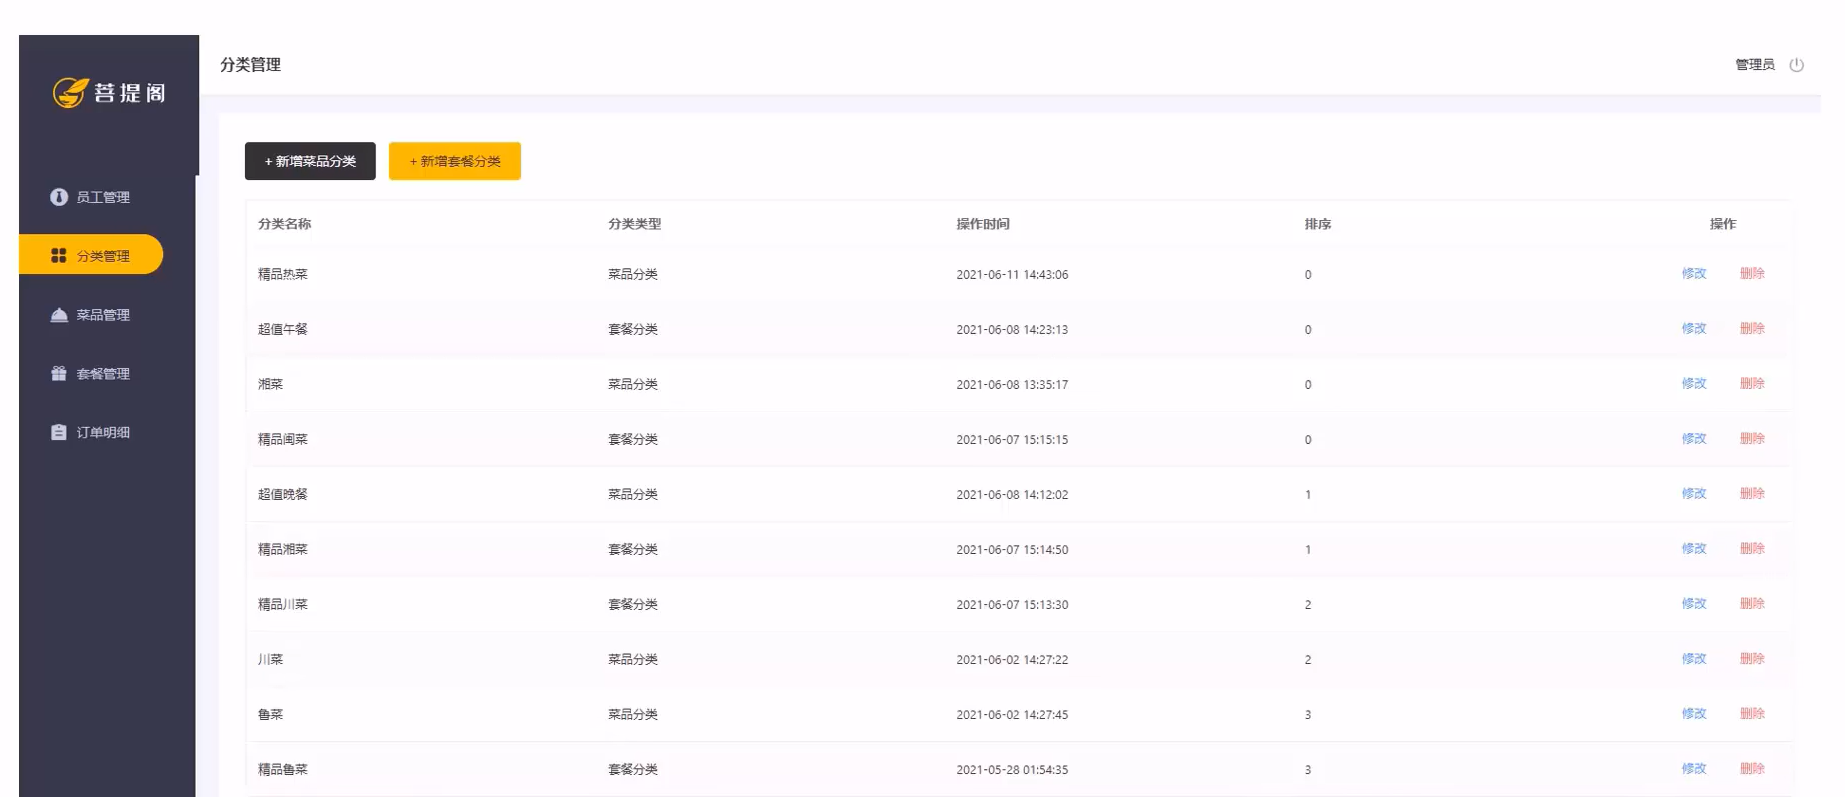 菩提阁
分类管理
管理员
员工管理
分类管理
菜品管理
套餐管理
订单明细
+ 新增菜品分类 + 新增套餐分类
分类名称 分类类型 操作时间 排序 操作
精品热菜 菜品分类 2021-06-11 14:43:06 0 修改 删除
超值午餐 套餐分类 2021-06-08 14:23:13 0 修改 删除
湘菜 菜品分类 2021-06-08 13:35:17 0 修改 删除
精品闽菜 套餐分类 2021-06-07 15:15:15 0 修改 删除
超值晚餐 菜品分类 2021-06-08 14:12:02 1 修改 删除
精品湘菜 套餐分类 2021-06-07 15:14:50 1 修改 删除
精品川菜 套餐分类 2021-06-07 15:13:30 2 修改 删除
川菜 菜品分类 2021-06-02 14:27:22 2 修改 删除
鲁菜 菜品分类 2021-06-02 14:27:45 3 修改 删除
精品鲁菜 套餐分类 2021-05-28 01:54:35 3 修改 删除